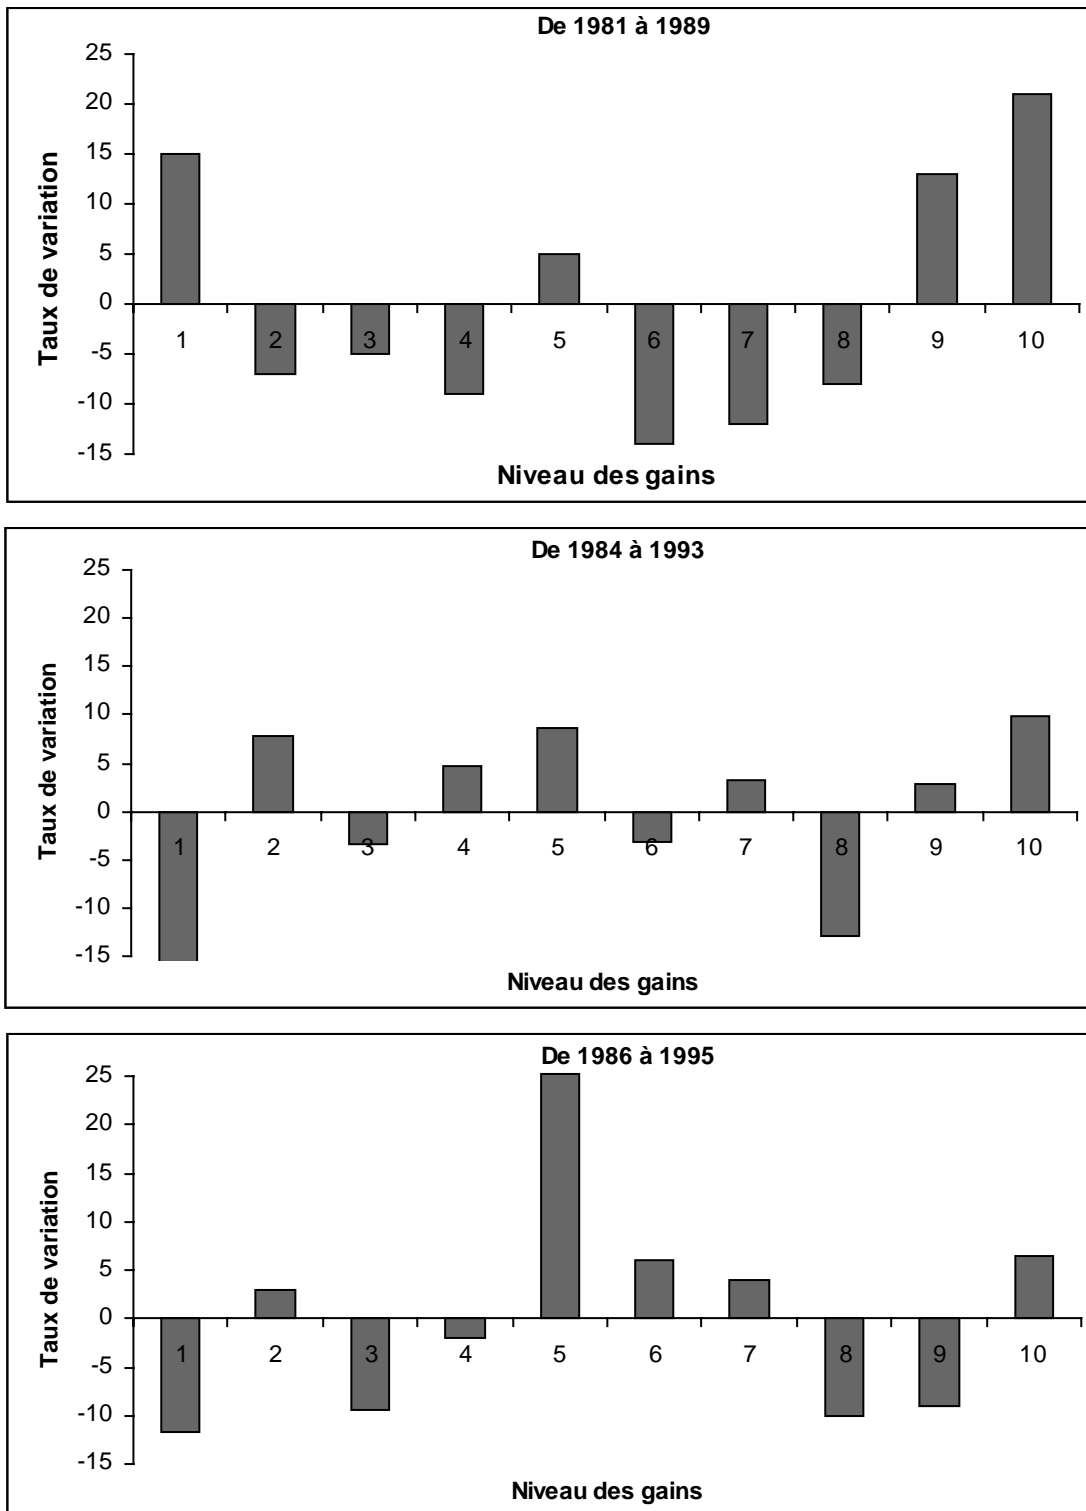 De 1981 à 1989
25
20
15
10
5
0
-5
-10
-15
Taux de variation
1 2 3 4 5 6 7 8 9 10
Niveau des gains
De 1984 à 1993
25
20
15
10
5
0
-5
-10
-15
Taux de variation
1 2 3 4 5 6 7 8 9 10
Niveau des gains
De 1986 à 1995
25
20
15
10
5
0
-5
-10
-15
Taux de variation
1 2 3 4 5 6 7 8 9 10
Niveau des gains